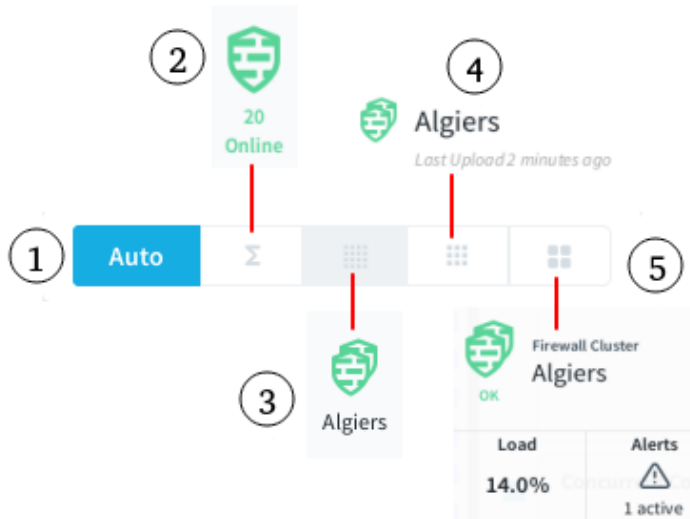 2
20
Online
4
Algiers
Last Upload 2 minutes ago
1
Auto
Σ
5
3
Algiers
Firewall Cluster
Algiers
OK
Load
Alerts
14.0%
1 active